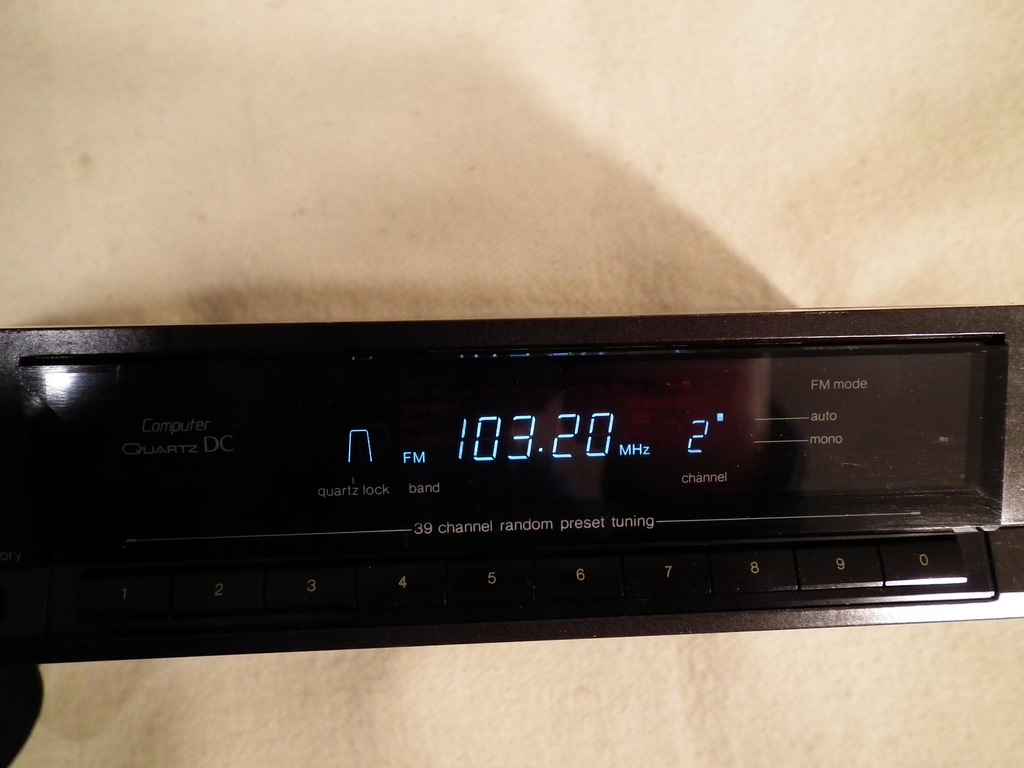 FM mode
auto
mono
Computer
QUARTZ DC
FM 103.20 MHz 2
quartz lock band channel
39 channel random preset tuning
ory
1 2 3 4 5 6 7 8 9 0